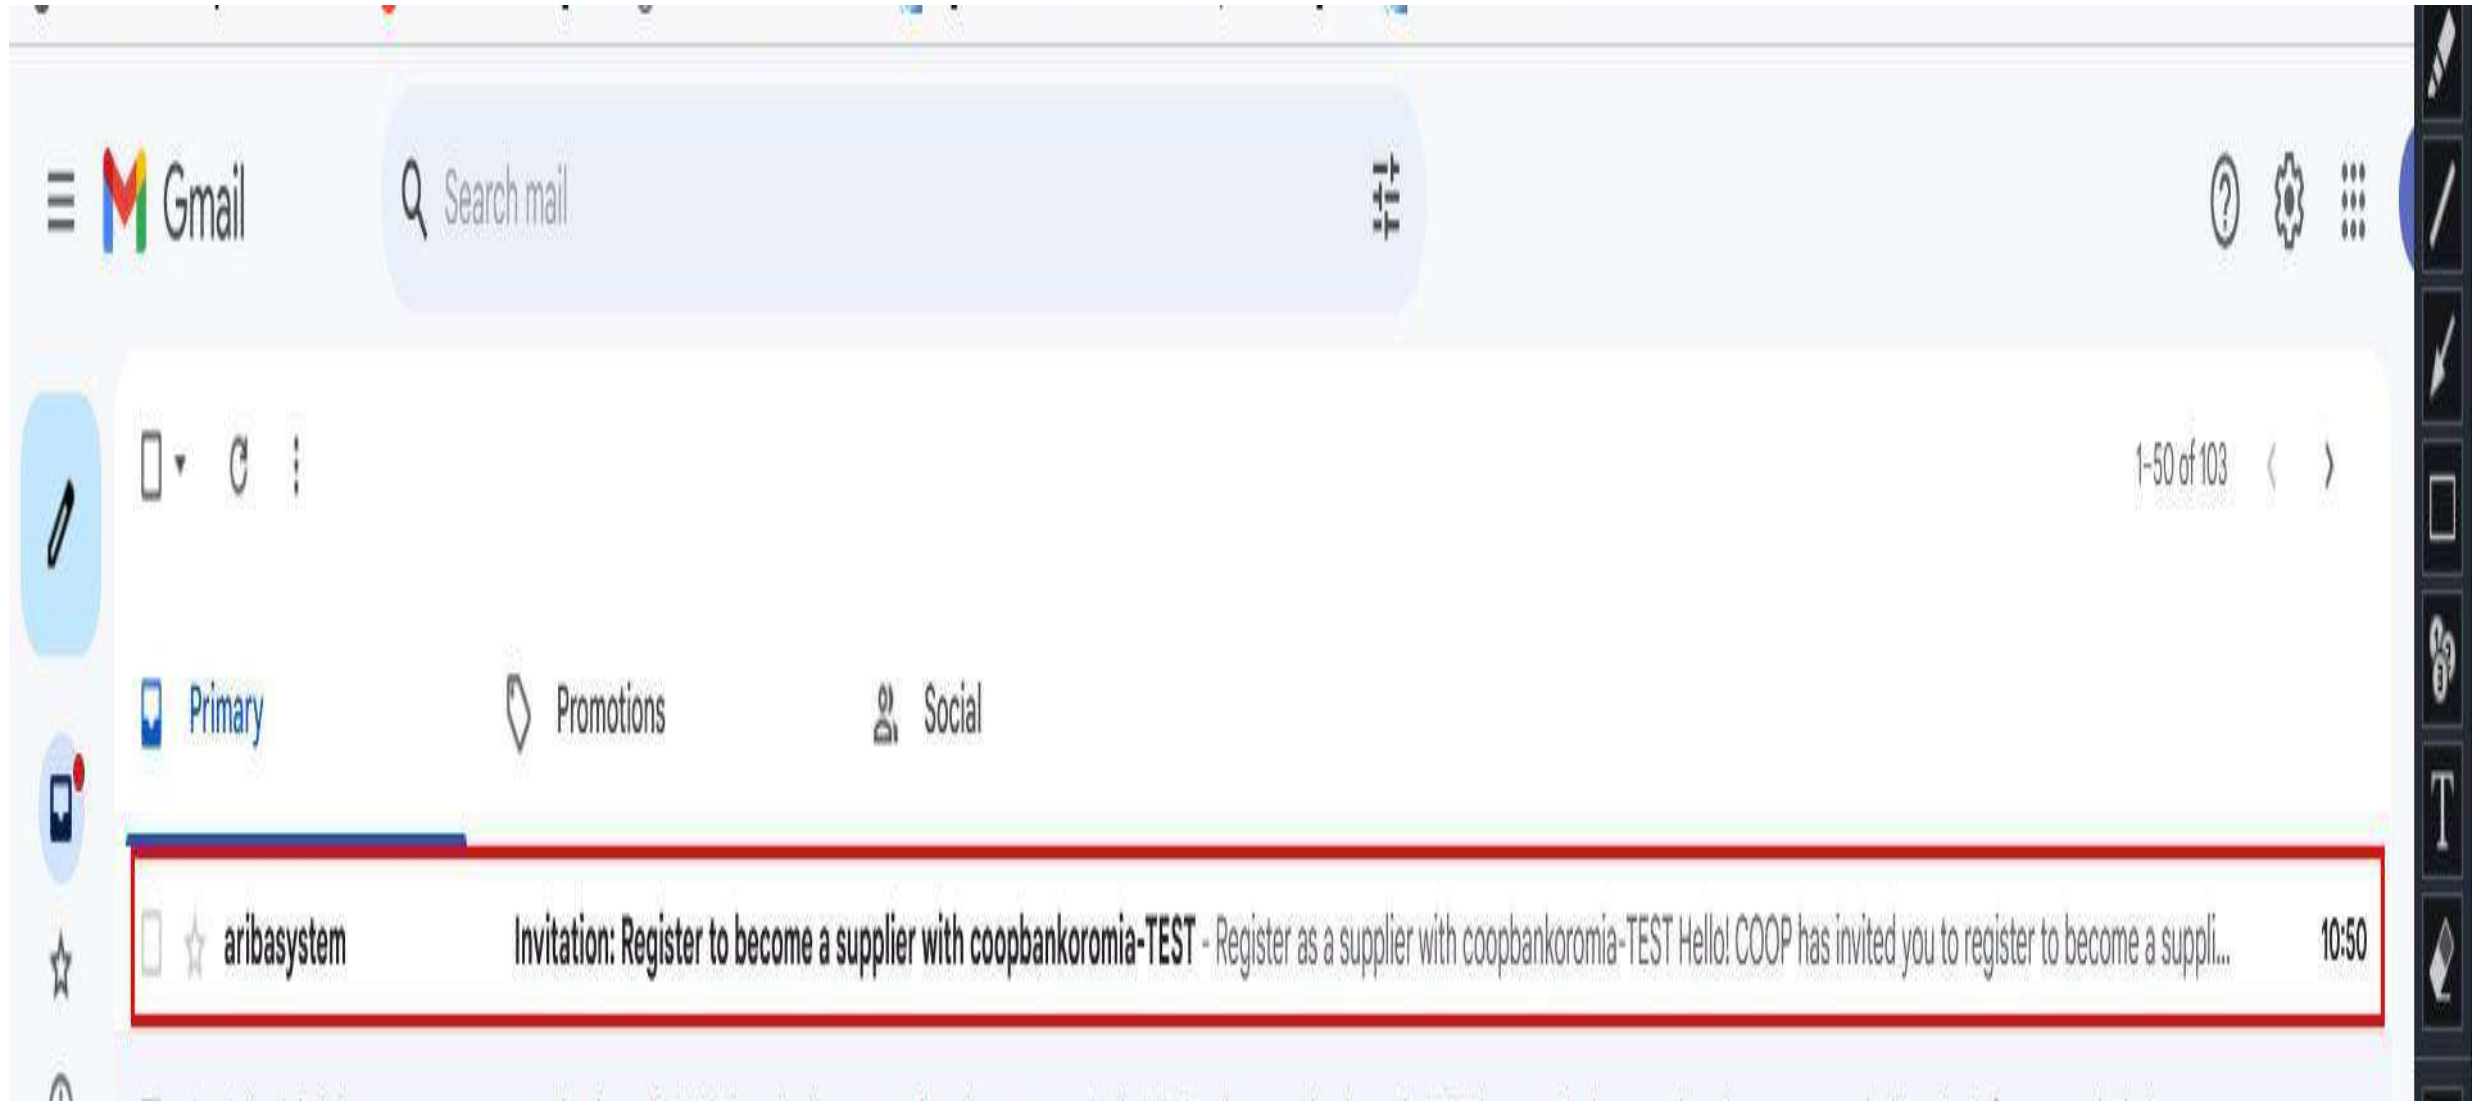 Gmail
Search mail
1-50 of 103
Primary
Promotions
Social
aribasystem Invitation: Register to become a supplier with coopbankoromia-TEST - Register as a supplier with coopbankoromia-TEST Hello! COOP has invited you to register to become a suppli... 10:50
T